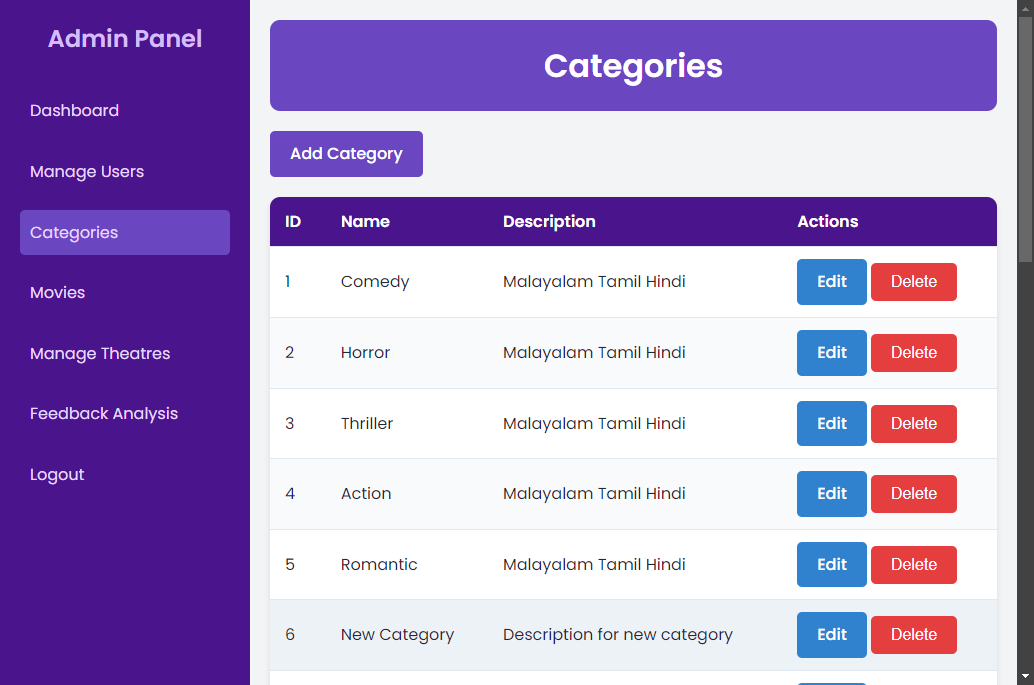 Admin Panel
Dashboard
Manage Users
Categories
Movies
Manage Theatres
Feedback Analysis
Logout
Categories
Add Category
ID Name Description Actions
1 Comedy Malayalam Tamil Hindi Edit Delete
2 Horror Malayalam Tamil Hindi Edit Delete
3 Thriller Malayalam Tamil Hindi Edit Delete
4 Action Malayalam Tamil Hindi Edit Delete
5 Romantic Malayalam Tamil Hindi Edit Delete
6 New Category Description for new category Edit Delete